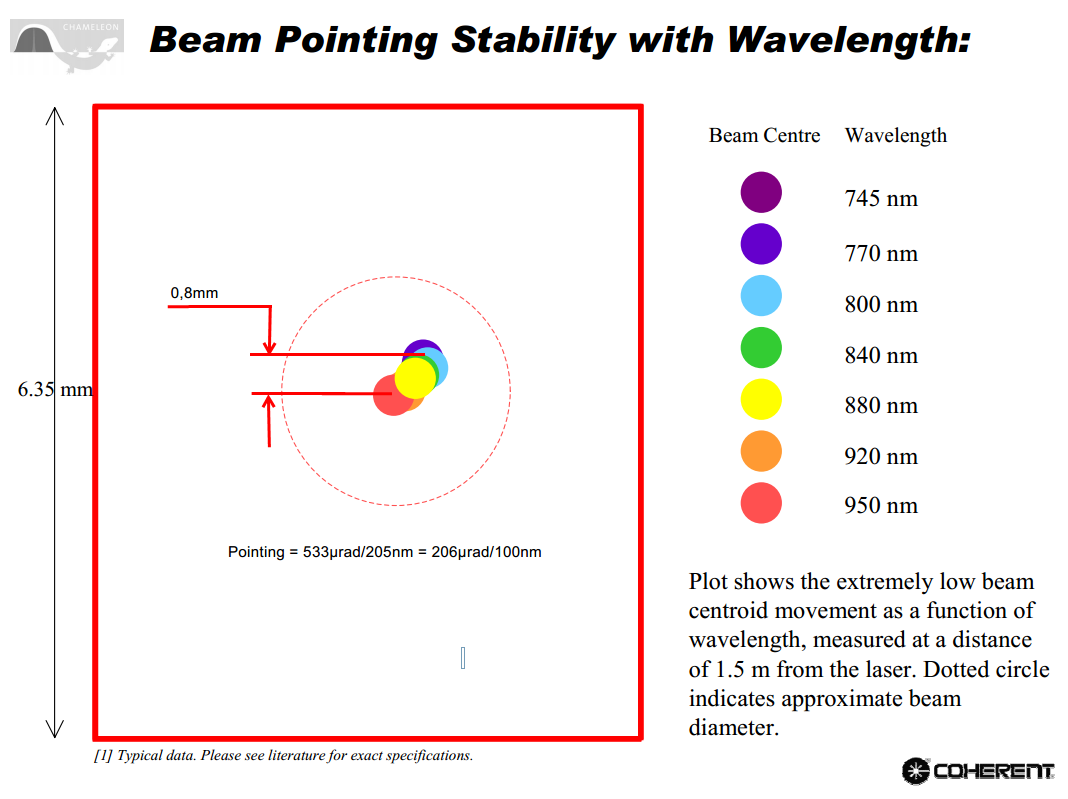 CHAMELEON
Beam Pointing Stability with Wavelength:
Beam Centre Wavelength
745 nm
770 nm
800 nm
840 nm
880 nm
920 nm
950 nm
0,8mm
6.35 mm
Pointing = 533µrad/205nm = 206µrad/100nm
Plot shows the extremely low beam
centroid movement as a function of
wavelength, measured at a distance
of 1.5 m from the laser. Dotted circle
indicates approximate beam
diameter.
[1] Typical data. Please see literature for exact specifications.
COHERENT